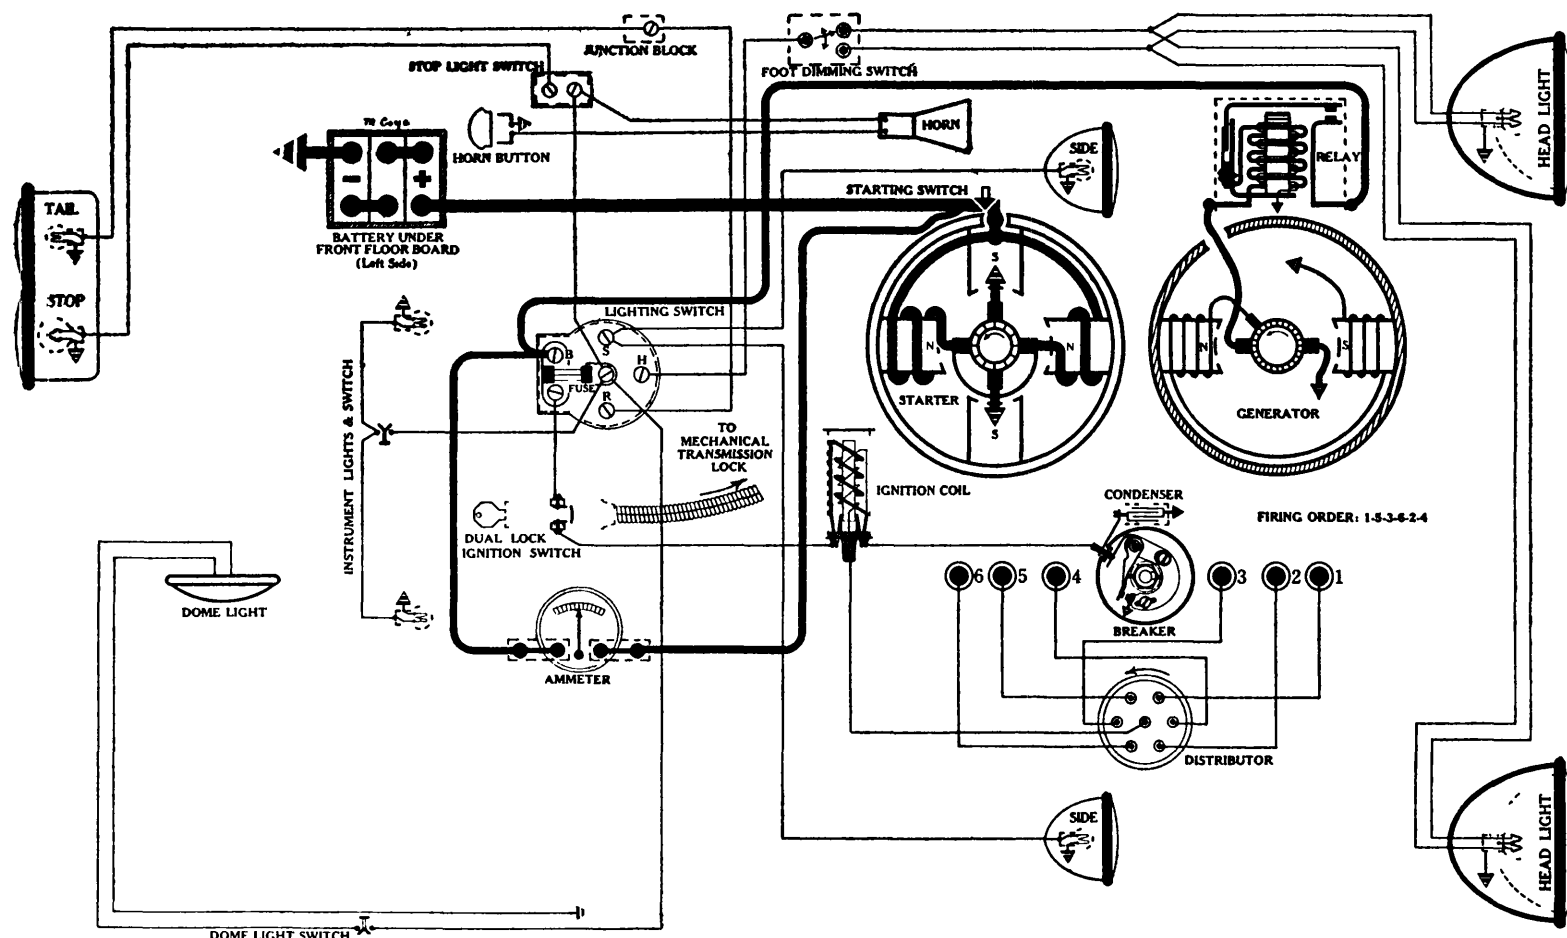 JUNCTION BLOCK
STOP LIGHT SWITCH
FOOT DIMMING SWITCH
HEAD LIGHT
HORN
HORN BUTTON
SIDE
RELAY
STARTING SWITCH
− +
BATTERY UNDER
FRONT FLOOR BOARD
(Left Side)
TAIL
STOP
LIGHTING SWITCH
B
S
H
R
FUSE
S
N
N
S
STARTER
N
S
GENERATOR
INSTRUMENT LIGHTS & SWITCH
TO
MECHANICAL
TRANSMISSION
LOCK
IGNITION COIL
CONDENSER
FIRING ORDER: 1-5-3-6-2-4
DUAL LOCK
IGNITION SWITCH
6 5 4 3 2 1
BREAKER
DOME LIGHT
AMMETER
DISTRIBUTOR
SIDE
HEAD LIGHT
DOME LIGHT SWITCH